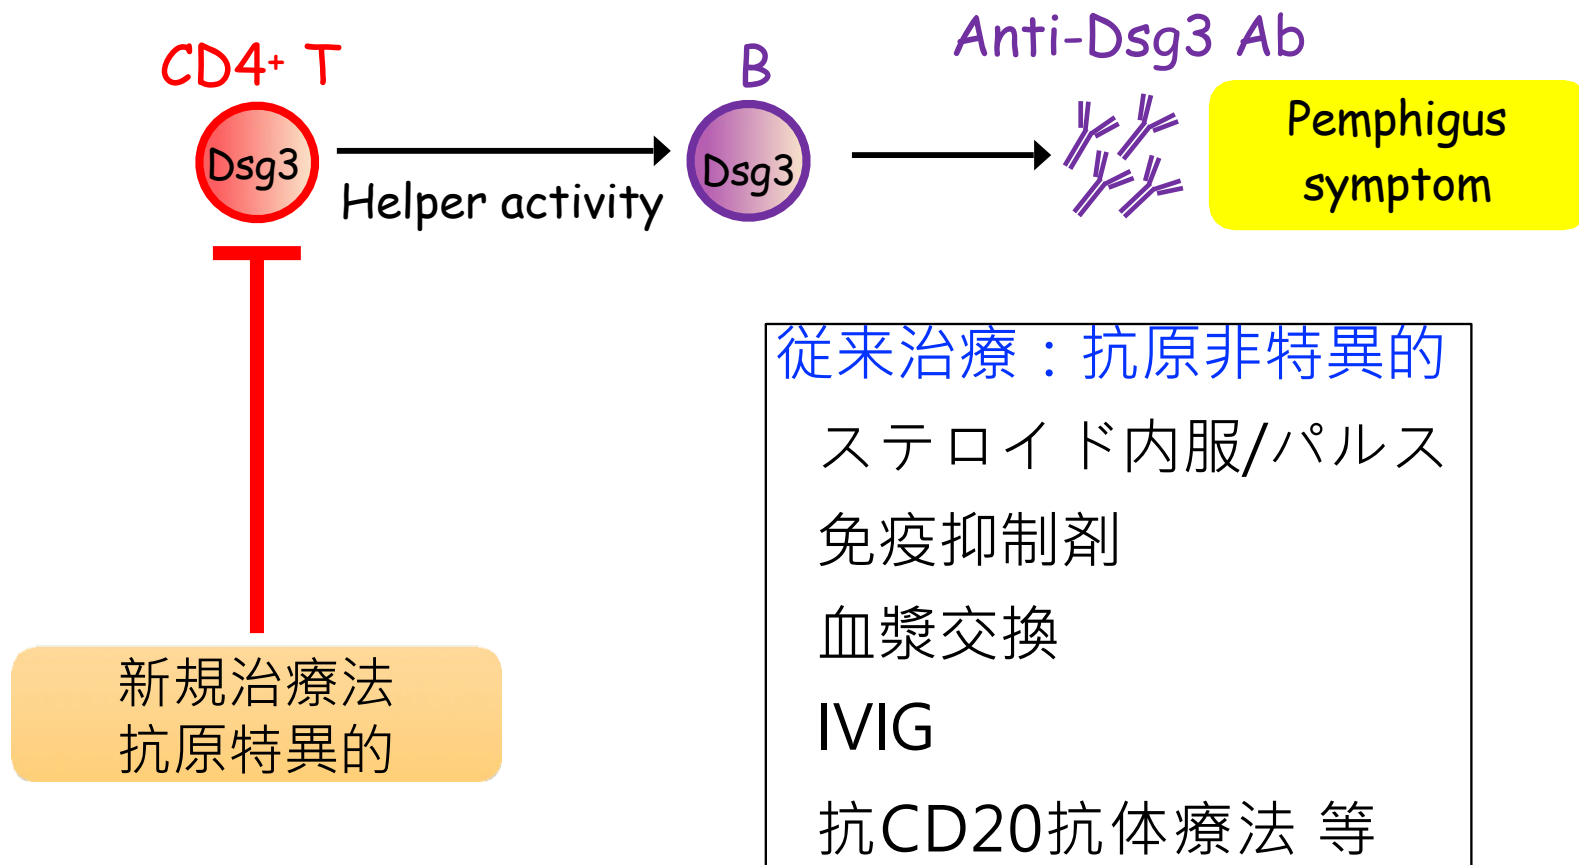 CD4+ T
B
Anti-Dsg3 Ab
Dsg3
Helper activity
Dsg3
Pemphigus
symptom
従来治療：抗原非特異的
ステロイド内服/パルス
免疫抑制剤
血漿交換
IVIG
抗CD20抗体療法 等
新規治療法
抗原特異的